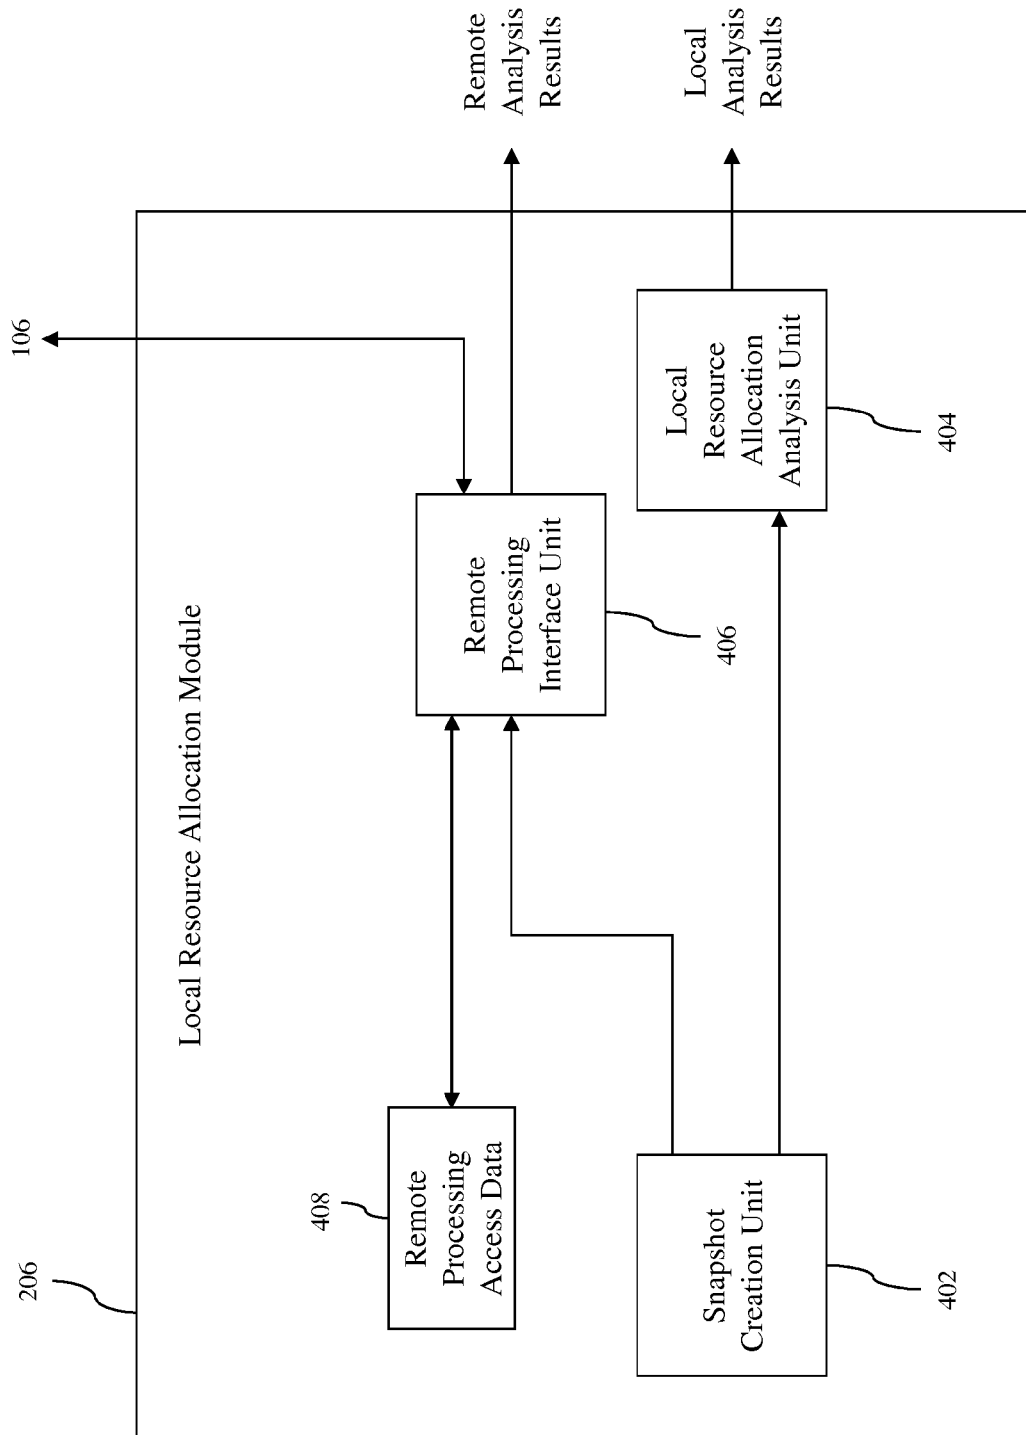 206
Local Resource Allocation Module
106
408
Remote
Processing
Access Data
Remote
Processing
Interface Unit
406
Remote
Analysis
Results
Snapshot
Creation Unit
402
Local
Resource
Allocation
Analysis Unit
404
Local
Analysis
Results